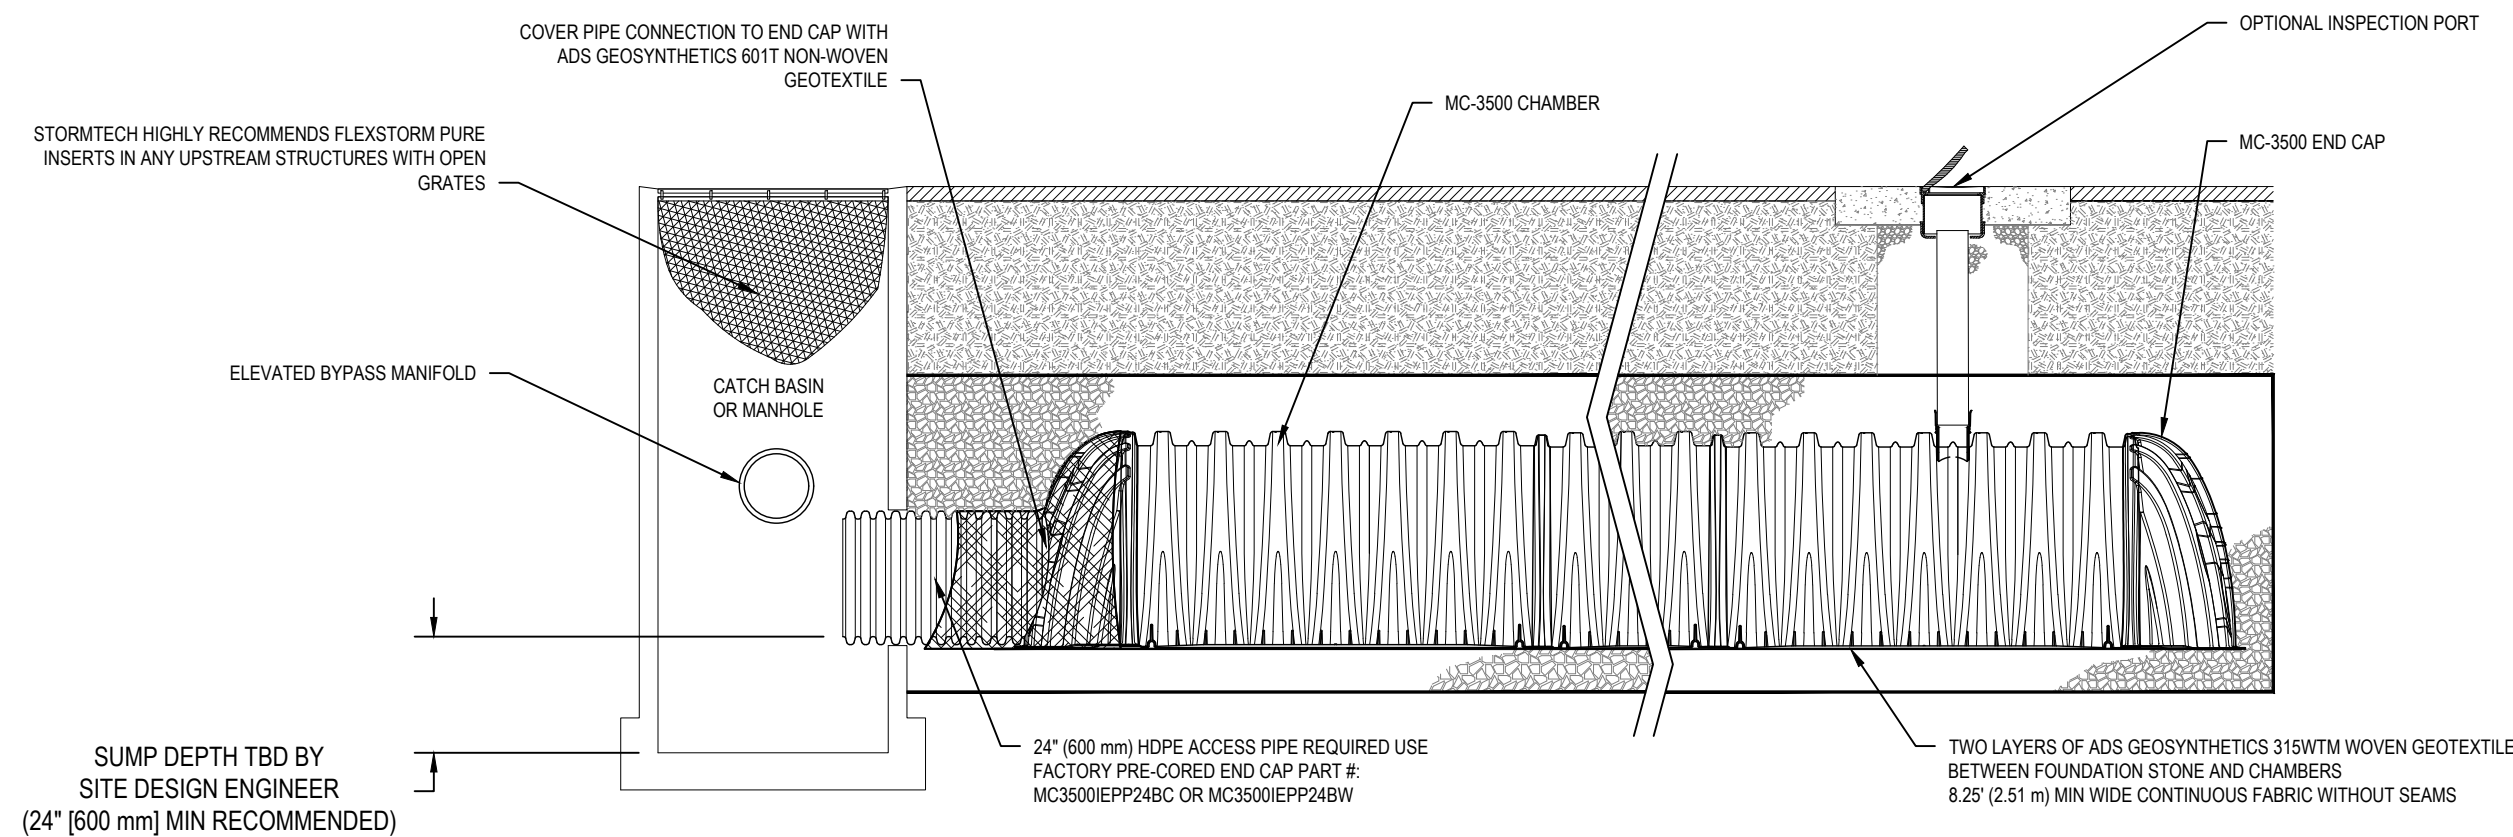 COVER PIPE CONNECTION TO END CAP WITH
ADS GEOSYNTHETICS 601T NON-WOVEN
GEOTEXTILE
OPTIONAL INSPECTION PORT
MC-3500 CHAMBER
STORMTECH HIGHLY RECOMMENDS FLEXSTORM PURE
INSERTS IN ANY UPSTREAM STRUCTURES WITH OPEN
GRATES
MC-3500 END CAP
ELEVATED BYPASS MANIFOLD
CATCH BASIN
OR MANHOLE
SUMP DEPTH TBD BY
SITE DESIGN ENGINEER
(24" [600 mm] MIN RECOMMENDED)
24" (600 mm) HDPE ACCESS PIPE REQUIRED USE
FACTORY PRE-CORED END CAP PART #:
MC3500IEPP24BC OR MC3500IEPP24BW
TWO LAYERS OF ADS GEOSYNTHETICS 315WTM WOVEN GEOTEXTILE
BETWEEN FOUNDATION STONE AND CHAMBERS
8.25' (2.51 m) MIN WIDE CONTINUOUS FABRIC WITHOUT SEAMS